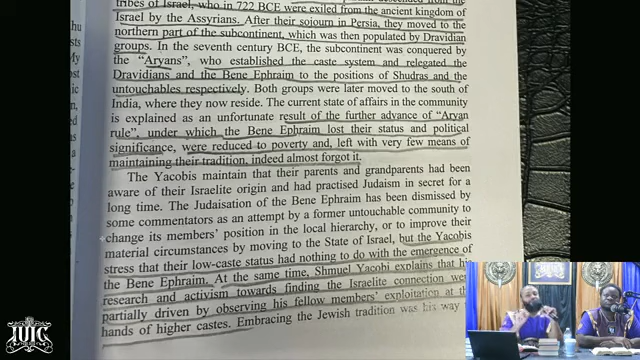 tribes of Israel, who in 722 BCE were exiled from the ancient kingdom of
Israel by the Assyrians. After their sojourn in Persia, they moved to the
northern part of the subcontinent, which was then populated by Dravidian
groups. In the seventh century BCE, the subcontinent was conquered by
the “Aryans”, who established the caste system and relegated the
Dravidians and the Bene Ephraim to the positions of Shudras and the
untouchables respectively. Both groups were later moved to the south of
India, where they now reside. The current state of affairs in the community
is explained as an unfortunate result of the further advance of “Aryan
rule”, under which the Bene Ephraim lost their status and political
significance, were reduced to poverty and, left with very few means of
maintaining their tradition, indeed almost forgot it.
The Yacobis maintain that their parents and grandparents had been
aware of their Israelite origin and had practised Judaism in secret for a
long time. The Judaisation of the Bene Ephraim has been dismissed by
some commentators as an attempt by a former untouchable community to
change its members’ position in the local hierarchy, or to improve their
material circumstances by moving to the State of Israel, but the Yacobis
stress that their low-caste status had nothing to do with the emergence of
the Bene Ephraim. At the same time, Shmuel Yacobi explains that his
research and activism towards finding the Israelite connection were
partially driven by observing his fellow members’ exploitation at the
hands of higher castes. Embracing the Jewish tradition was his way
IUIC